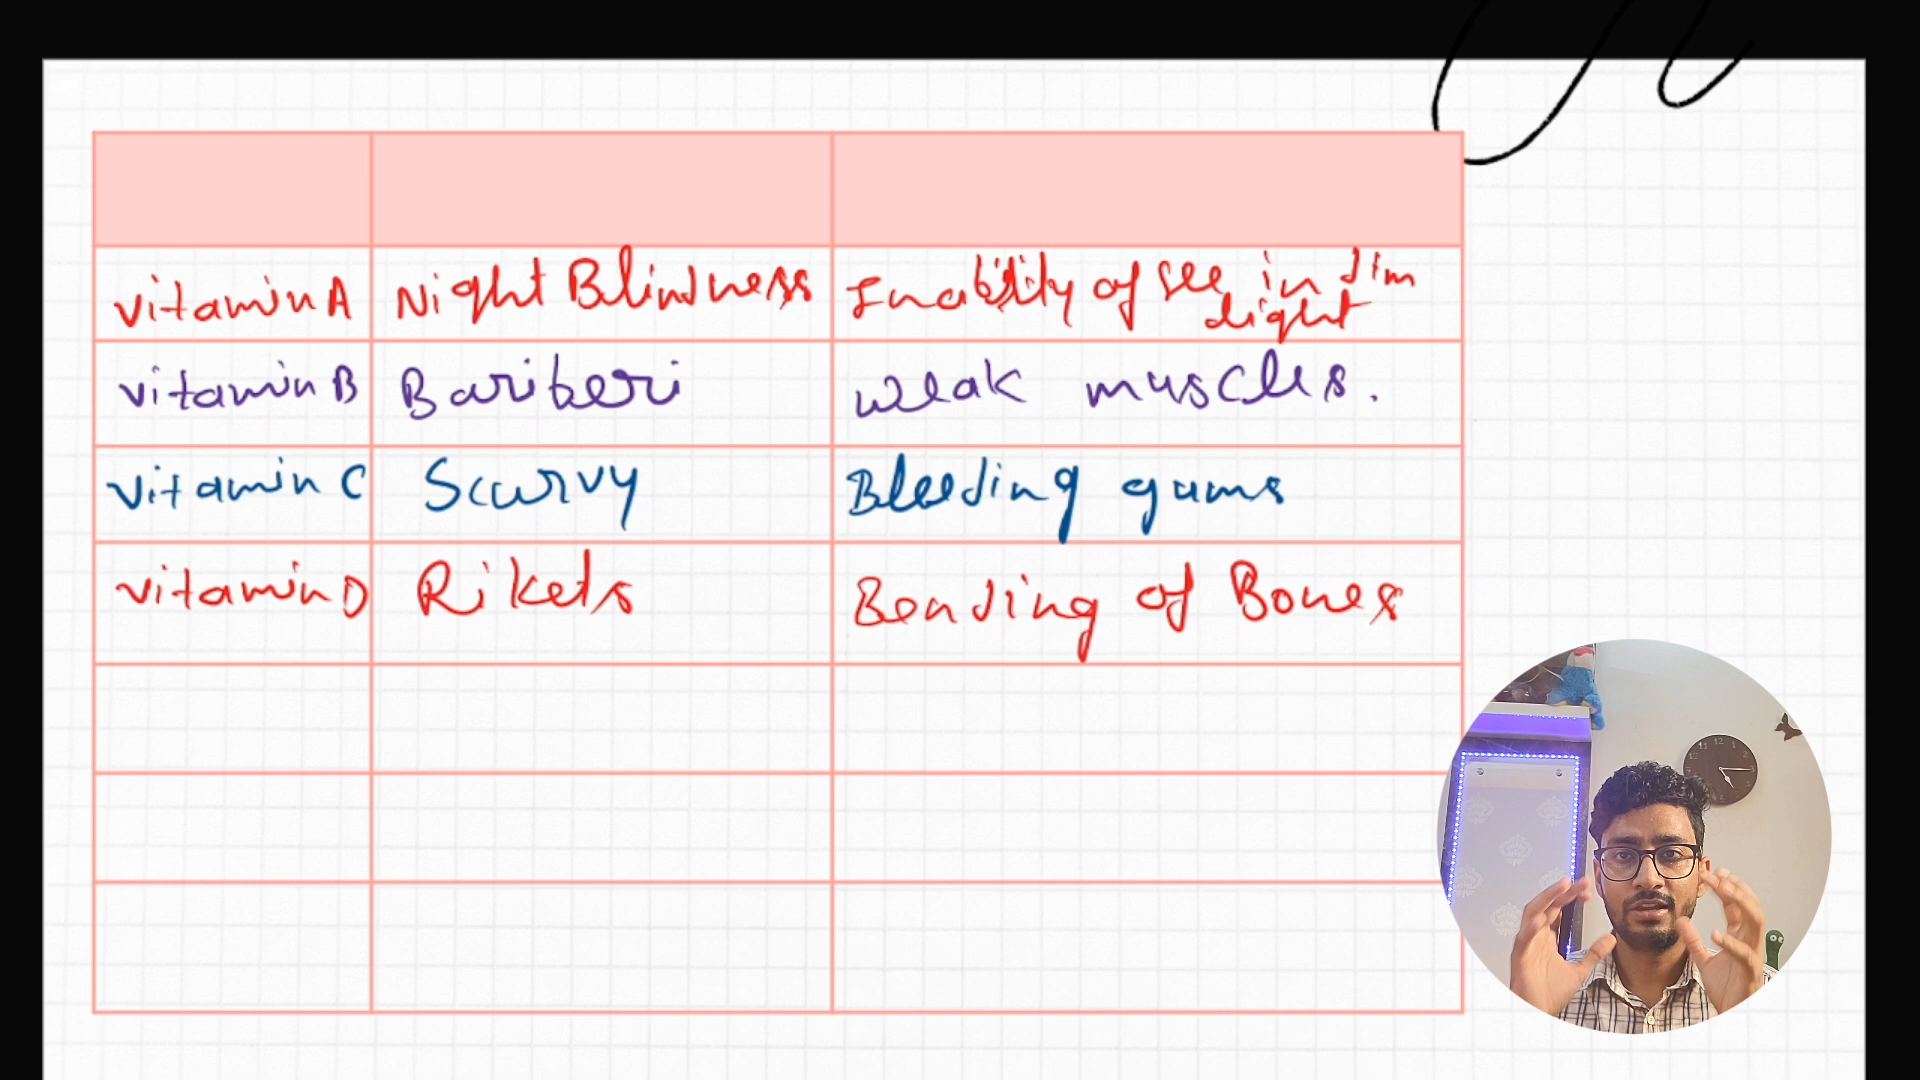 vitamin A Night Blindness Inability of see in dim
light
vitamin B Bariberi weak muscles.
vitamin C Scurvy Bleeding gums
vitamin D Rikets Bending of Bones